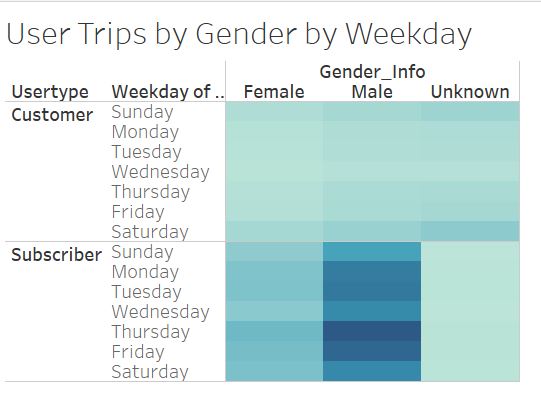 User Trips by Gender by Weekday
Gender_Info
Usertype Weekday of .. Female Male Unknown
Customer Sunday
Monday
Tuesday
Wednesday
Thursday
Friday
Saturday
Subscriber Sunday
Monday
Tuesday
Wednesday
Thursday
Friday
Saturday